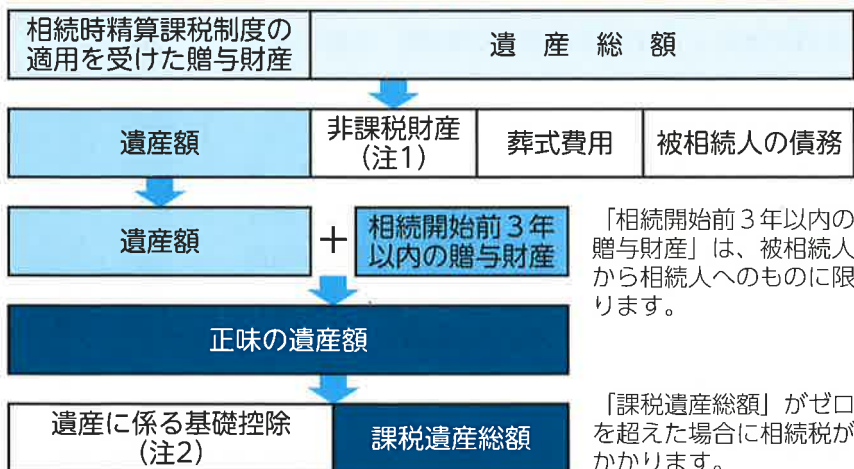 相続時精算課税制度の
適用を受けた贈与財産
遺産総額
遺産額
非課税財産
(注1)
葬式費用
被相続人の債務
遺産額
+
相続開始前3年
以内の贈与財産
「相続開始前3年以内の
贈与財産」は、被相続人
から相続人へのものに限
ります。
正味の遺産額
遺産に係る基礎控除
(注2)
課税遺産総額
「課税遺産総額」がゼロ
を超えた場合に相続税が
かかります。